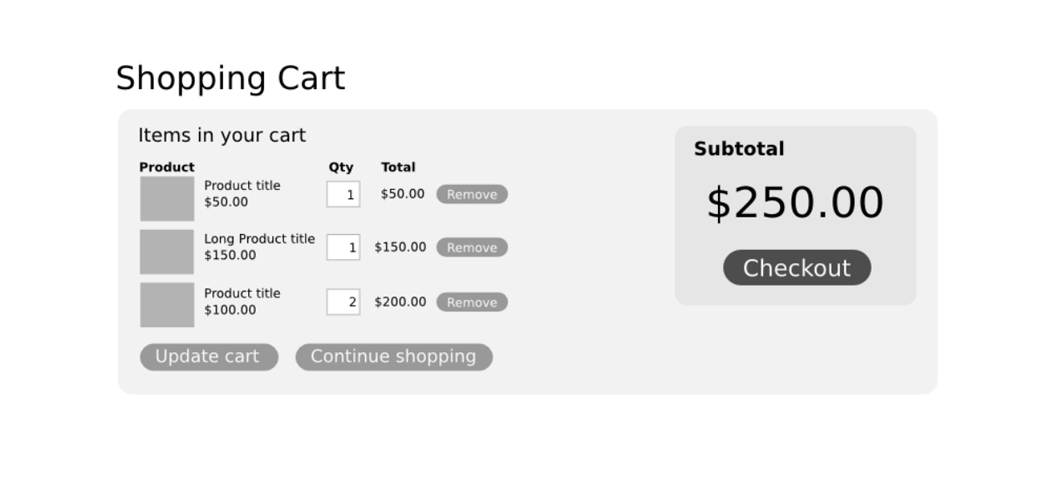 Shopping Cart
Items in your cart
Product Qty Total
Product title
$50.00
1 $50.00 Remove
Long Product title
$150.00
1 $150.00 Remove
Product title
$100.00
2 $200.00 Remove
Update cart Continue shopping
Subtotal
$250.00
Checkout